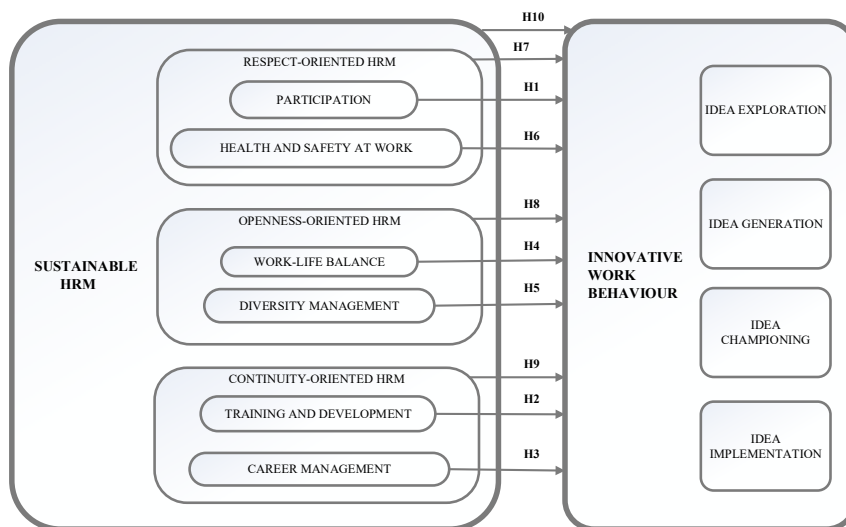 H10
H7
RESPECT-ORIENTED HRM
H1
PARTICIPATION
IDEA EXPLORATION
H6
HEALTH AND SAFETY AT WORK
H8
OPENNESS-ORIENTED HRM
IDEA GENERATION
H4
SUSTAINABLE
HRM
WORK-LIFE BALANCE
INNOVATIVE
WORK
BEHAVIOUR
H5
DIVERSITY MANAGEMENT
IDEA
CHAMPIONING
H9
CONTINUITY-ORIENTED HRM
H2
TRAINING AND DEVELOPMENT
IDEA
IMPLEMENTATION
H3
CAREER MANAGEMENT